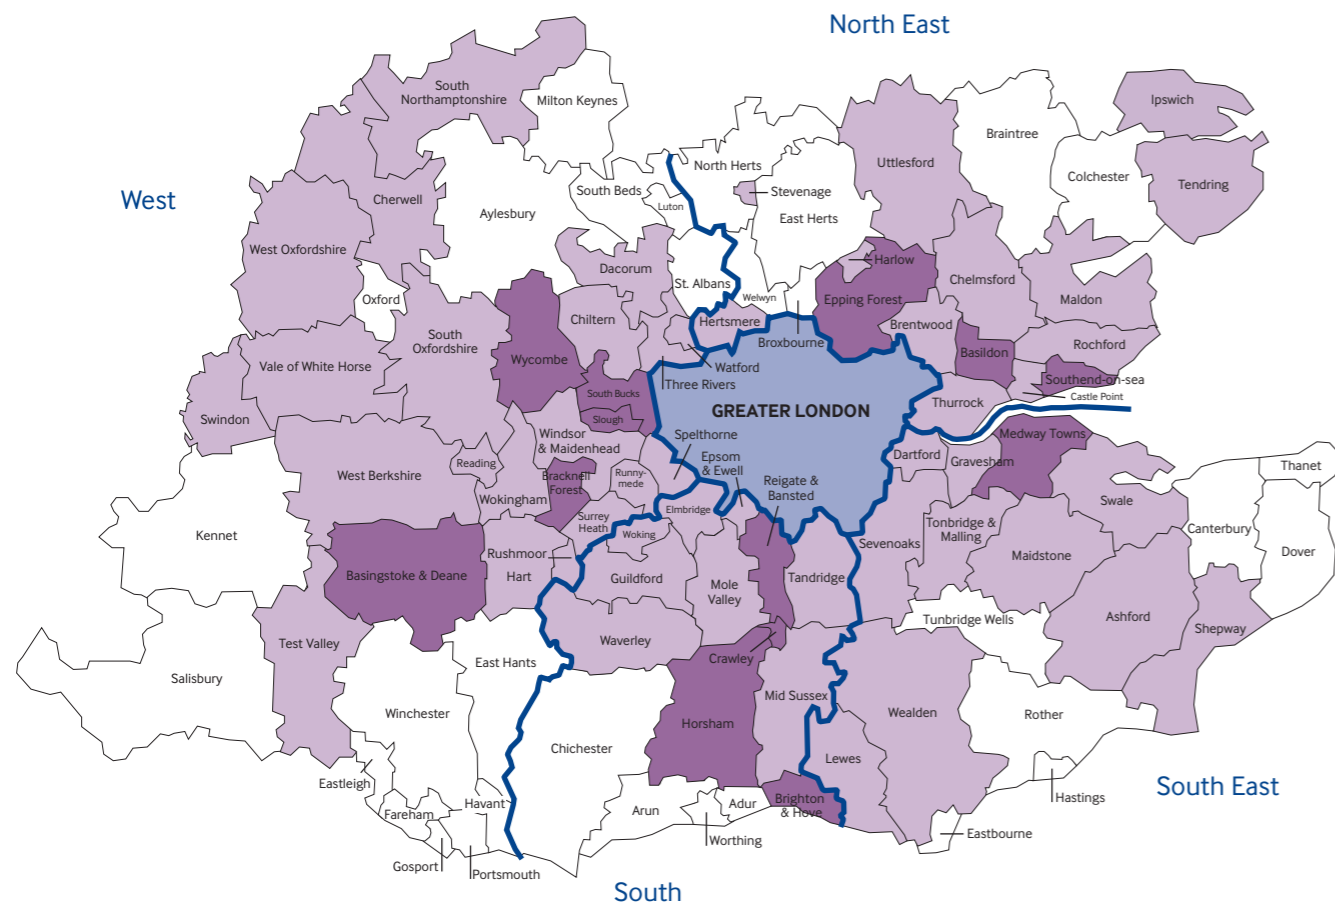 North East
West
South
Northamptonshire
Milton Keynes
Ipswich
Braintree
North Herts
Uttlesford
Colchester
Tendring
South Beds
Stevenage
Luton
East Herts
Cherwell
Aylesbury
West Oxfordshire
Harlow
Dacorum
Chelmsford
St. Albans
Welwyn
Epping Forest
Oxford
Maldon
Chiltern
Hertsmere
Brentwood
South
Oxfordshire
Broxbourne
Rochford
Basildon
Wycombe
Vale of White Horse
Watford
Three Rivers
Southend-on-sea
South Bucks
Castle Point
Thurrock
GREATER LONDON
Swindon
Slough
Windsor
& Maidenhead
Spelthorne
Medway Towns
Epsom
& Ewell
Dartford
Gravesham
Reading
West Berkshire
Bracknell
Forest
Runny-
mede
Reigate &
Bansted
Thanet
Wokingham
Swale
Elmbridge
Surrey
Heath
Tonbridge &
Malling
Canterbury
Kennet
Woking
Sevenoaks
Maidstone
Dover
Rushmoor
Basingstoke & Deane
Hart
Guildford
Mole
Valley
Tandridge
Ashford
Tunbridge Wells
Shepway
Test Valley
Waverley
East Hants
Crawley
Salisbury
Mid Sussex
Winchester
Horsham
Wealden
Rother
Chichester
Lewes
Eastleigh
South East
Hastings
Havant
Fareham
Arun
Adur
Brighton
& Hove
Eastbourne
Worthing
Gosport
Portsmouth
South